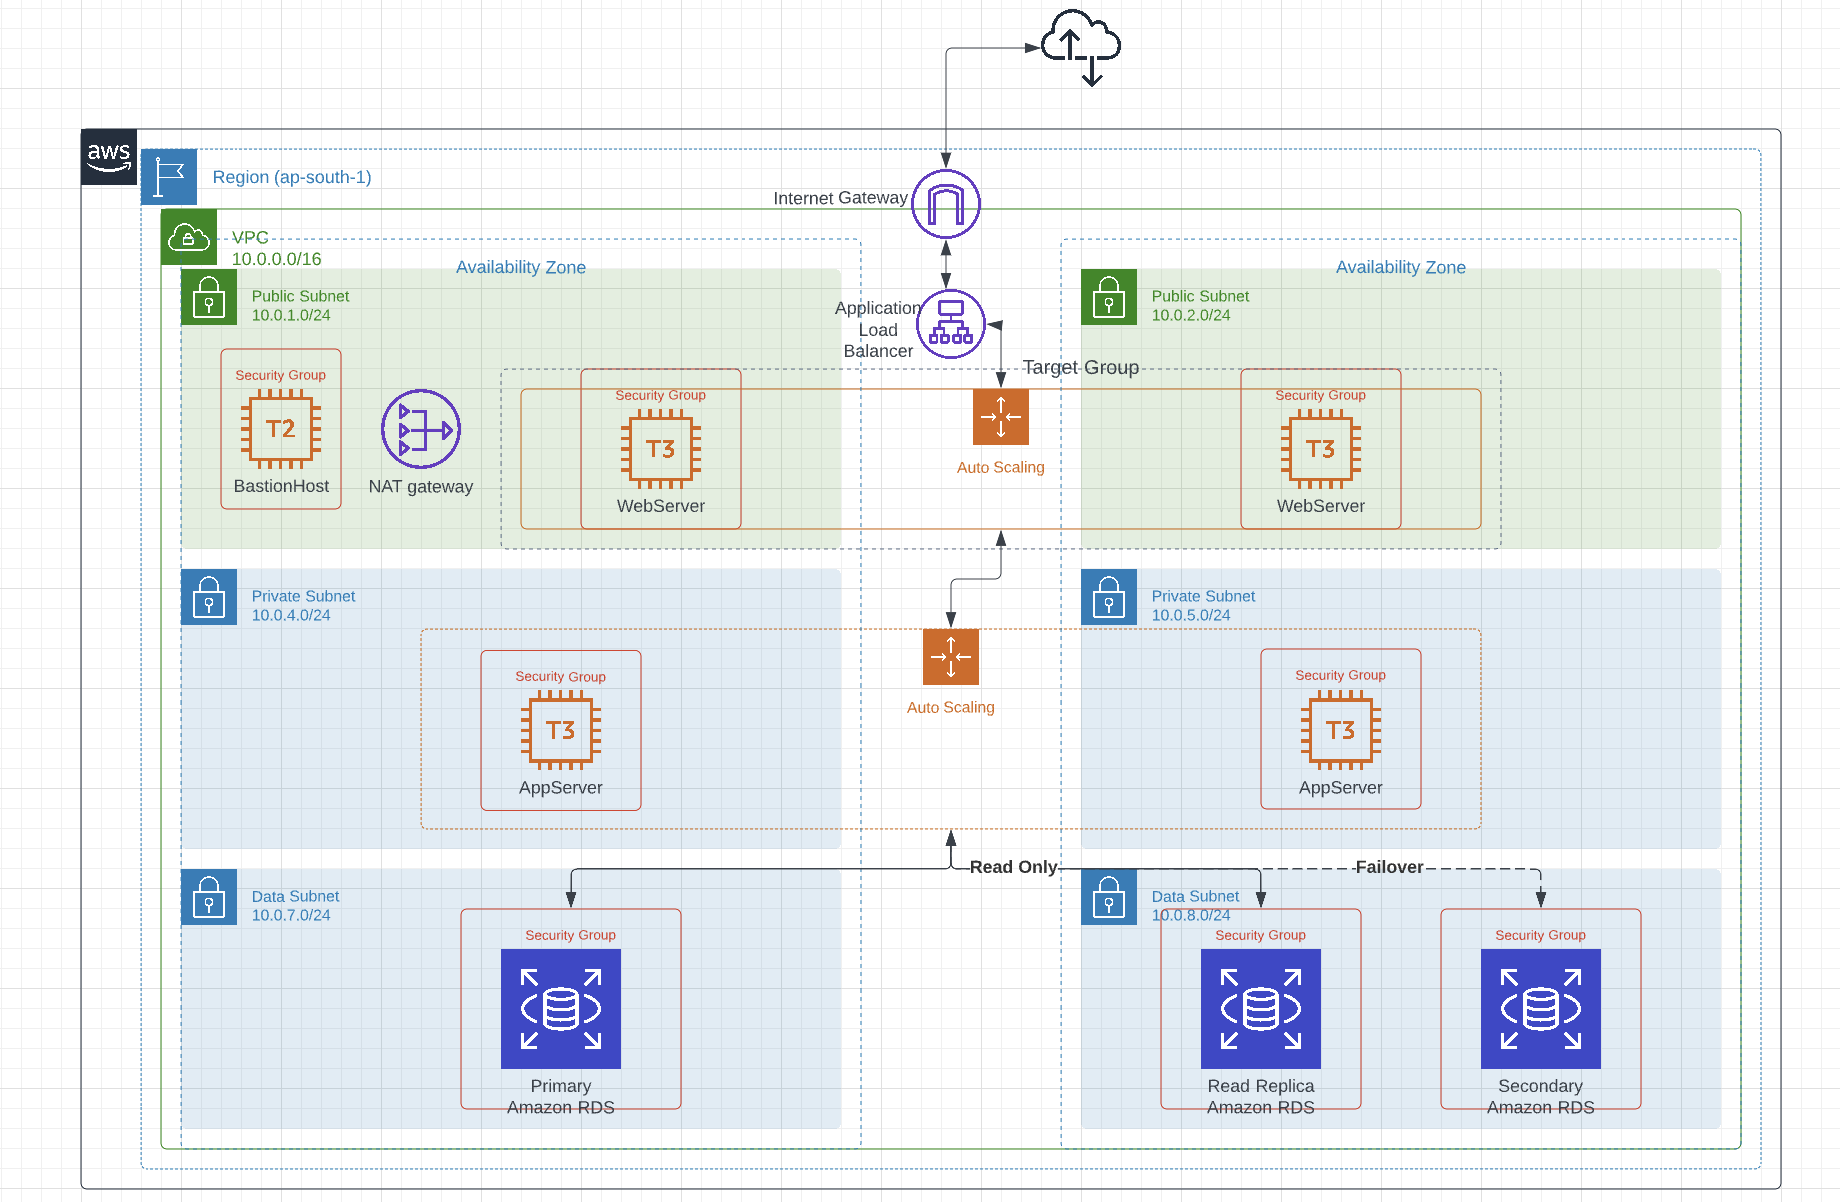 aws
Region (ap-south-1)
Internet Gateway
VPC
10.0.0.0/16
Availability Zone
Availability Zone
Public Subnet
10.0.1.0/24
Application
Load
Balancer
Public Subnet
10.0.2.0/24
Target Group
Security Group
T2
BastionHost
NAT gateway
Security Group
T3
WebServer
Auto Scaling
Security Group
T3
WebServer
Private Subnet
10.0.4.0/24
Private Subnet
10.0.5.0/24
Security Group
T3
AppServer
Auto Scaling
Security Group
T3
AppServer
Read Only
Failover
Data Subnet
10.0.7.0/24
Data Subnet
10.0.8.0/24
Security Group
Primary
Amazon RDS
Security Group
Read Replica
Amazon RDS
Security Group
Secondary
Amazon RDS